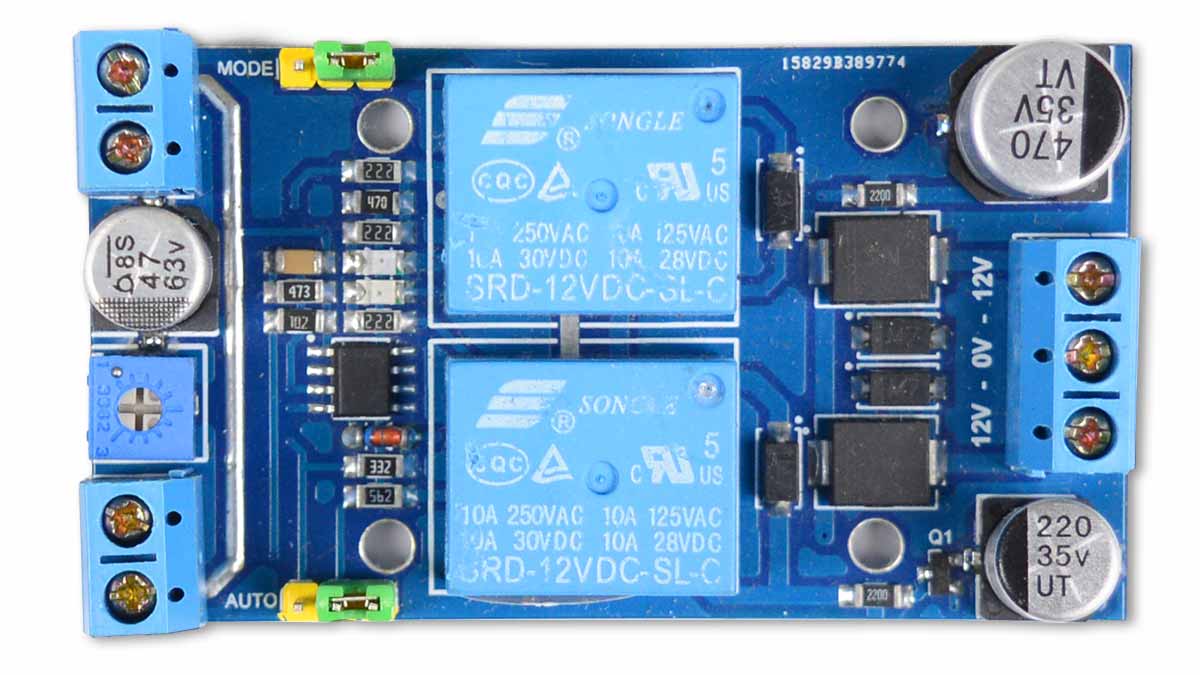 MODE
15829B389774
470
35V
VT
SONGLE
®
CQC
C US
5
250VAC 125VAC
10A 30VDC 10A 28VDC
SRD-12VDC-SL-C
222
470
222
473
102
222
2200
68S
47
63V
12V - 0V - 12V
1
3362
3
332
562
SONGLE
®
CQC
C US
5
10A 250VAC 10A 125VAC
10A 30VDC 10A 28VDC
SRD-12VDC-SL-C
AUTO
Q1
2200
220
35V
UT